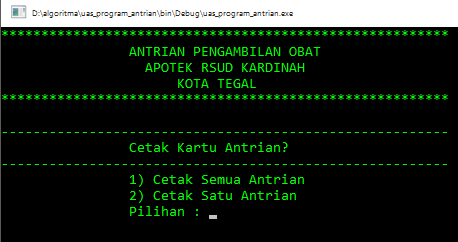 D:\algoritma\uas_program_antrian\bin\Debug\uas_program_antrian.exe
********************************************************
ANTRIAN PENGAMBILAN OBAT
APOTEK RSUD KARDINAH
KOTA TEGAL
********************************************************
--------------------------------------------------------
Cetak Kartu Antrian?
--------------------------------------------------------
1) Cetak Semua Antrian
2) Cetak Satu Antrian
Pilihan : _